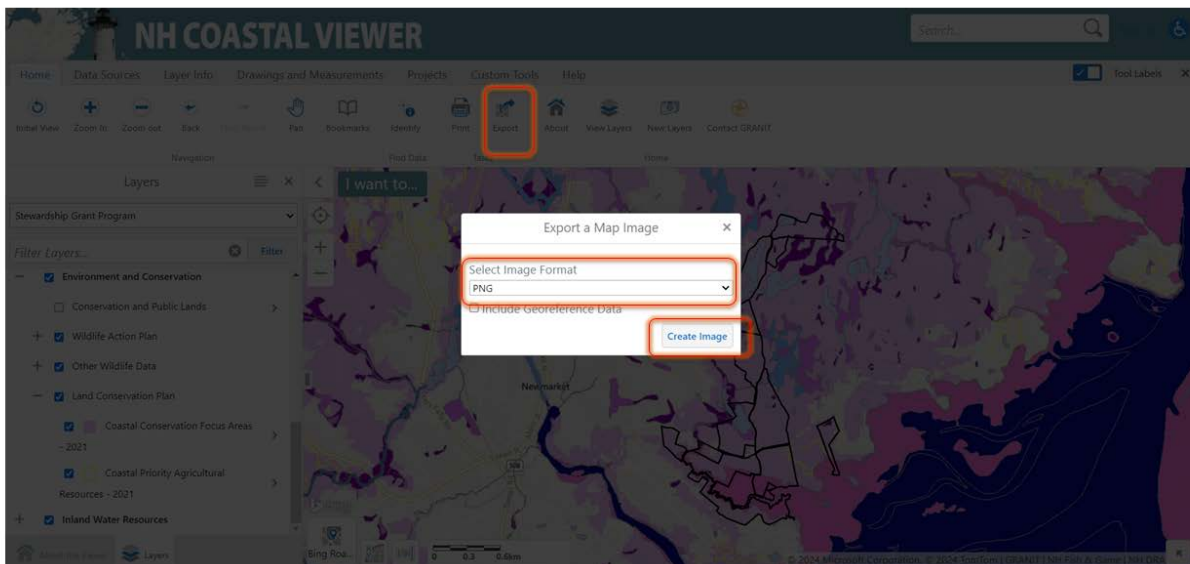 NH COASTAL VIEWER
Search...
Home Data Sources Layer Info Drawings and Measurements Projects Custom Tools Help
Tool Labels
Initial View Zoom In Zoom out Back Pan Bookmarks Identify Print Export About View Layers New Layers Contact GRANIT
Navigation Find Data Tasks Home
Layers
I want to...
Stewardship Grant Program
Filter Layers... Filter
Environment and Conservation
Conservation and Public Lands
Wildlife Action Plan
Other Wildlife Data
Land Conservation Plan
Coastal Conservation Focus Areas
- 2021
Coastal Priority Agricultural
Resources - 2021
Inland Water Resources
Layers
Export a Map Image
Select Image Format
PNG
Include Georeference Data
Create Image
Newmarket
108
Bing Roa...
0 0.3 0.6km
© 2024 Microsoft Corporation, © 2024 TomTom | GRANIT | NH Fish & Game | NH